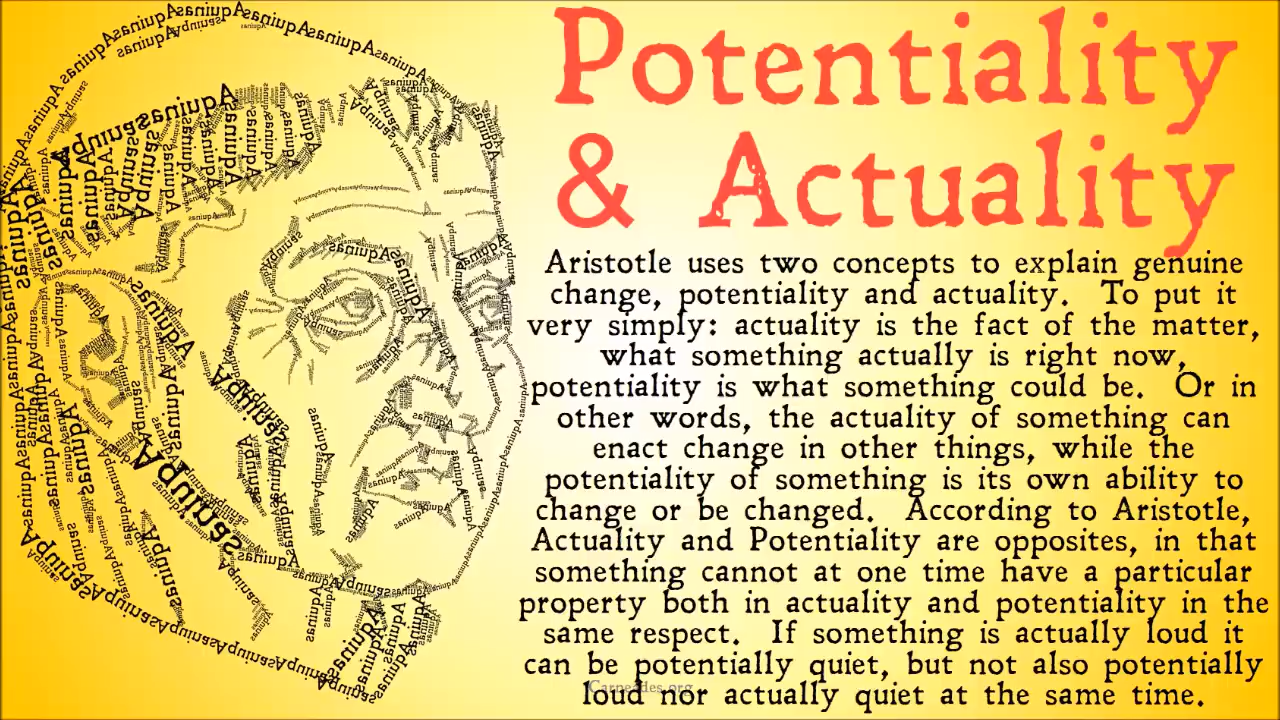 Potentiality
& Actuality
Aristotle uses two concepts to explain genuine
change, potentiality and actuality. To put it
very simply: actuality is the fact of the matter,
what something actually is right now,
potentiality is what something could be. Or in
other words, the actuality of something can
enact change in other things, while the
potentiality of something is its own ability to
change or be changed. According to Aristotle,
Actuality and Potentiality are opposites, in that
something cannot at one time have a particular
property both in actuality and potentiality in the
same respect. If something is actually loud it
can be potentially quiet, but not also potentially
loud nor actually quiet at the same time.
Carneades.org
Aquinas